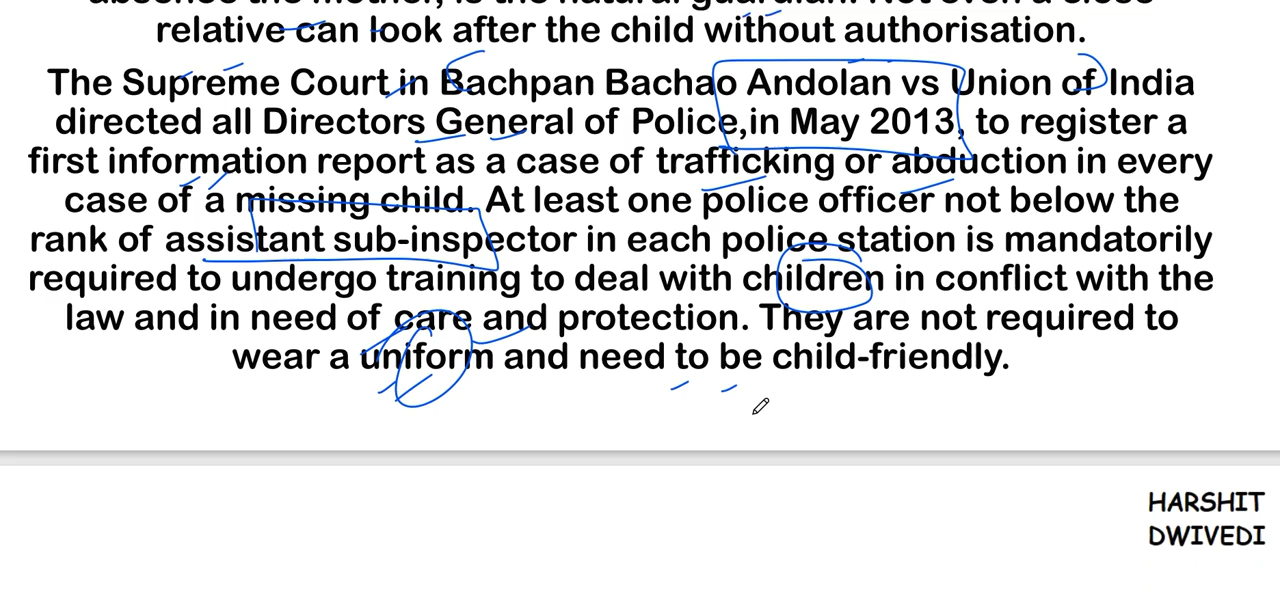 relative can look after the child without authorisation.
The Supreme Court in Bachpan Bachao Andolan vs Union of India
directed all Directors General of Police,in May 2013, to register a
first information report as a case of trafficking or abduction in every
case of a missing child. At least one police officer not below the
rank of assistant sub-inspector in each police station is mandatorily
required to undergo training to deal with children in conflict with the
law and in need of care and protection. They are not required to
wear a uniform and need to be child-friendly.
HARSHIT
DWIVEDI